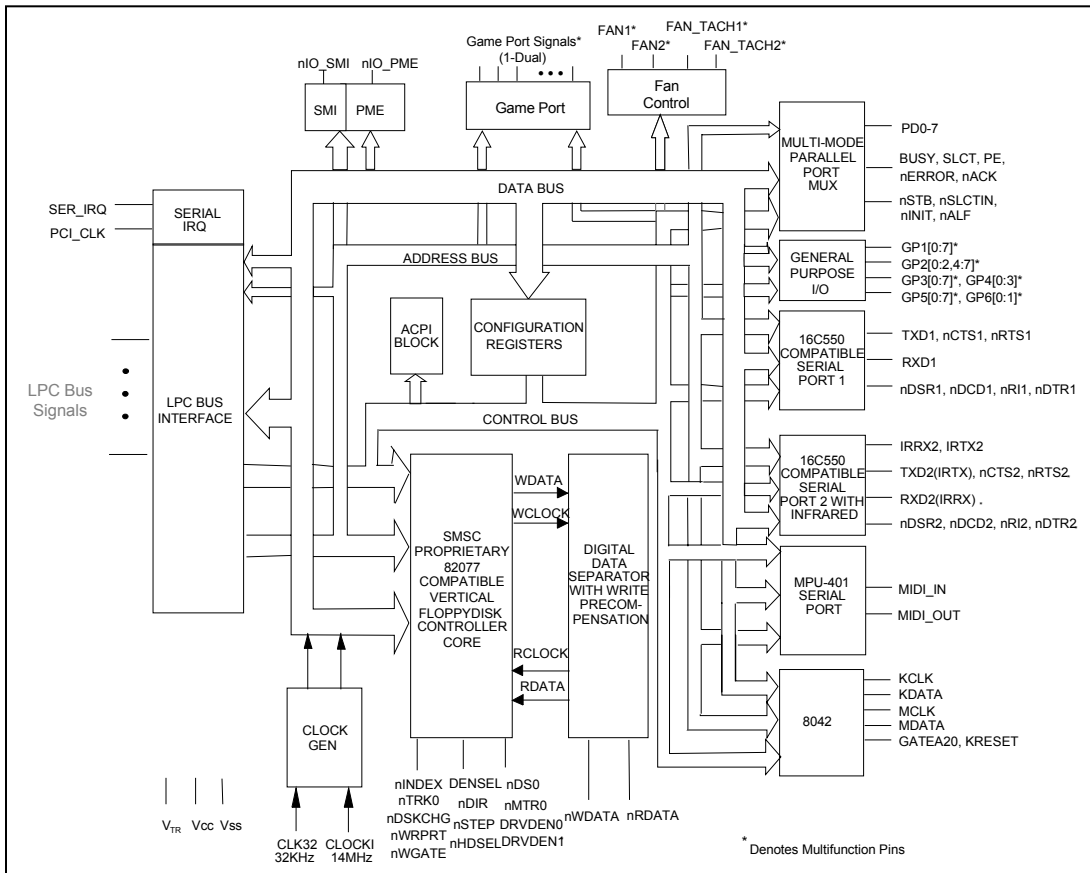 FAN1*
FAN_TACH1*
FAN2*
FAN_TACH2*
Game Port Signals*
(1-Dual)
nIO_SMI
nIO_PME
SMI
PME
Game Port
Fan
Control
MULTI-MODE
PARALLEL
PORT
MUX
PD0-7
BUSY, SLCT, PE,
nERROR, nACK
nSTB, nSLCTIN,
nINIT, nALF
DATA BUS
SER_IRQ
PCI_CLK
SERIAL
IRQ
ADDRESS BUS
GENERAL
PURPOSE
I/O
GP1[0:7]*
GP2[0:2,4:7]*
GP3[0:7]*, GP4[0:3]*
GP5[0:7]*, GP6[0:1]*
ACPI
BLOCK
CONFIGURATION
REGISTERS
16C550
COMPATIBLE
SERIAL
PORT 1
TXD1, nCTS1, nRTS1
RXD1
nDSR1, nDCD1, nRI1, nDTR1
LPC Bus
Signals
LPC BUS
INTERFACE
CONTROL BUS
16C550
COMPATIBLE
SERIAL
PORT 2 WITH
INFRARED
IRRX2, IRTX2
TXD2(IRTX), nCTS2, nRTS2,
RXD2(IRRX) .
nDSR2, nDCD2, nRI2, nDTR2
SMSC
PROPRIETARY
82077
COMPATIBLE
VERTICAL
FLOPPYDISK
CONTROLLER
CORE
WDATA
WCLOCK
RCLOCK
RDATA
DIGITAL
DATA
SEPARATOR
WITH WRITE
PRECOM-
PENSATION
MPU-401
SERIAL
PORT
MIDI_IN
MIDI_OUT
8042
KCLK
KDATA
MCLK
MDATA
GATEA20, KRESET
CLOCK
GEN
VTR Vcc Vss
CLK32
32KHz
CLOCKI
14MHz
nINDEX
nTRK0
nDSKCHG
nWRPRT
nWGATE
DENSEL
nDIR
nSTEP
nHDSEL
nDS0
nMTR0
DRVDEN0
DRVDEN1
nWDATA
nRDATA
* Denotes Multifunction Pins